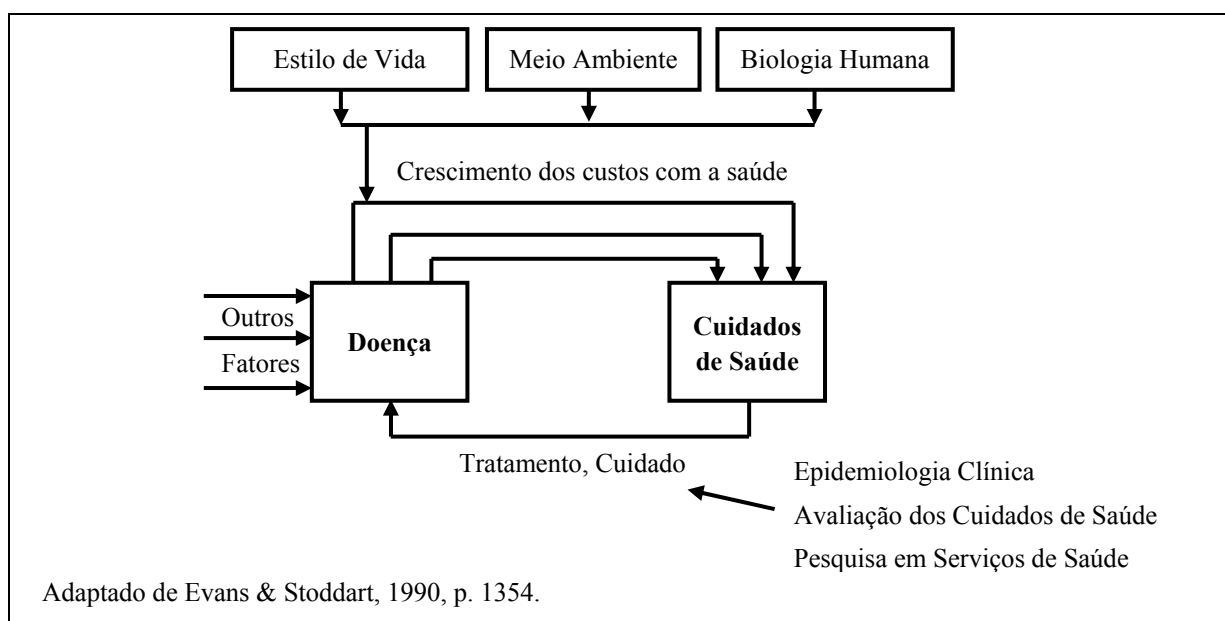 Estilo de Vida
Meio Ambiente
Biologia Humana
Crescimento dos custos com a saúde
Outros
Fatores
Doença
Cuidados
de Saúde
Tratamento, Cuidado
Epidemiologia Clínica
Avaliação dos Cuidados de Saúde
Pesquisa em Serviços de Saúde
Adaptado de Evans & Stoddart, 1990, p. 1354.